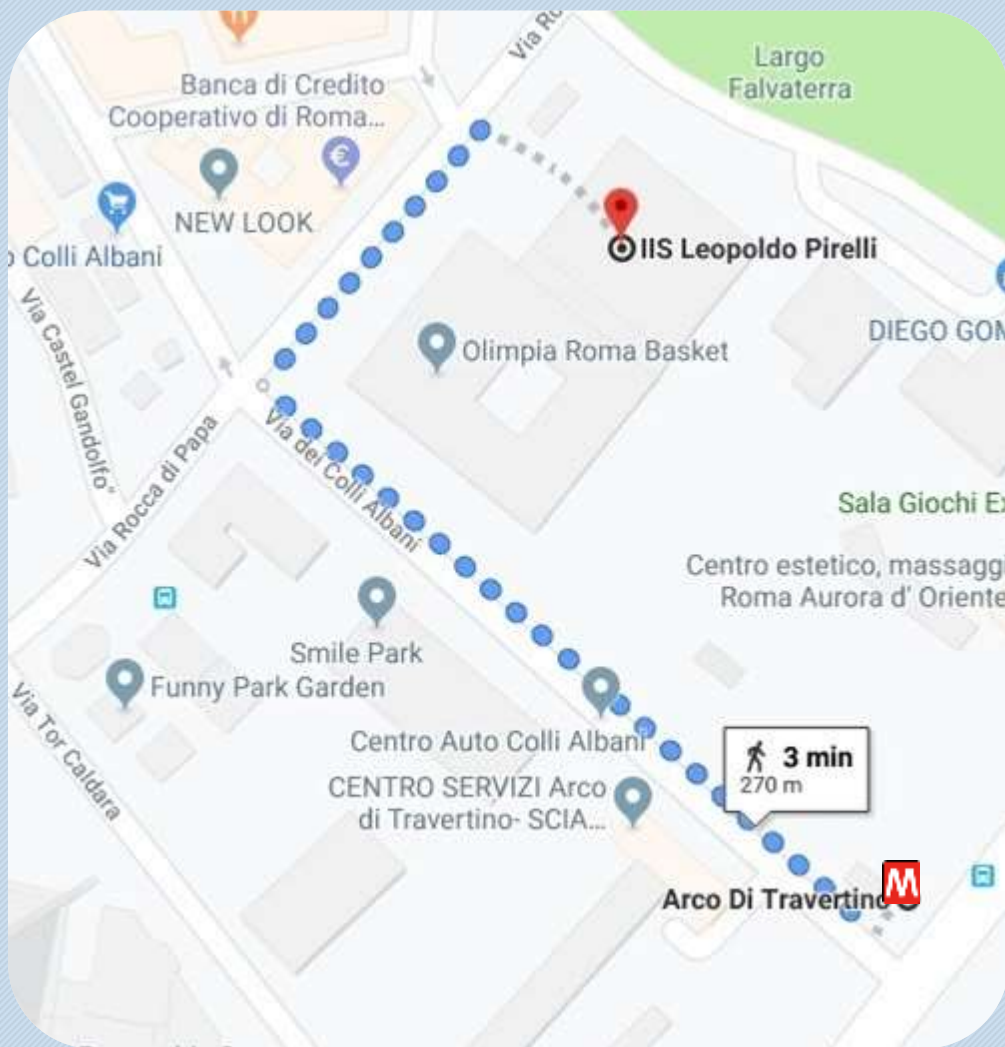 Via Ro
Largo
Falvaterra
Banca di Credito
Cooperativo di Roma...
€
NEW LOOK
Colli Albani
IIS Leopoldo Pirelli
Via Castel Gandolfo"
DIEGO GON
Olimpia Roma Basket
Via dei Colli Albani
Via Rocca di Papa
Sala Giochi Ex
Centro estetico, massaggi
Roma Aurora d' Oriente
Smile Park
Funny Park Garden
Via Tor Caldara
Centro Auto Colli Albani
3 min
270 m
CENTRO SERVIZI Arco
di Travertino- SCIA...
M
Arco Di Travertino